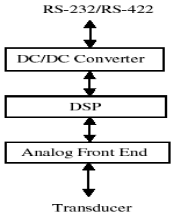 RS-232/RS-422
DC/DC Converter
DSP
Analog Front End
Transducer